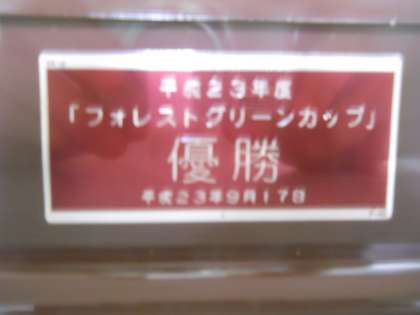 平成23年度
「フォレストグリーンカップ」
優勝
平成23年9月17日